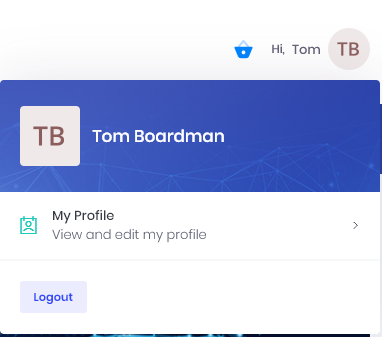 Hi, Tom TB
TB Tom Boardman
My Profile
View and edit my profile
Logout